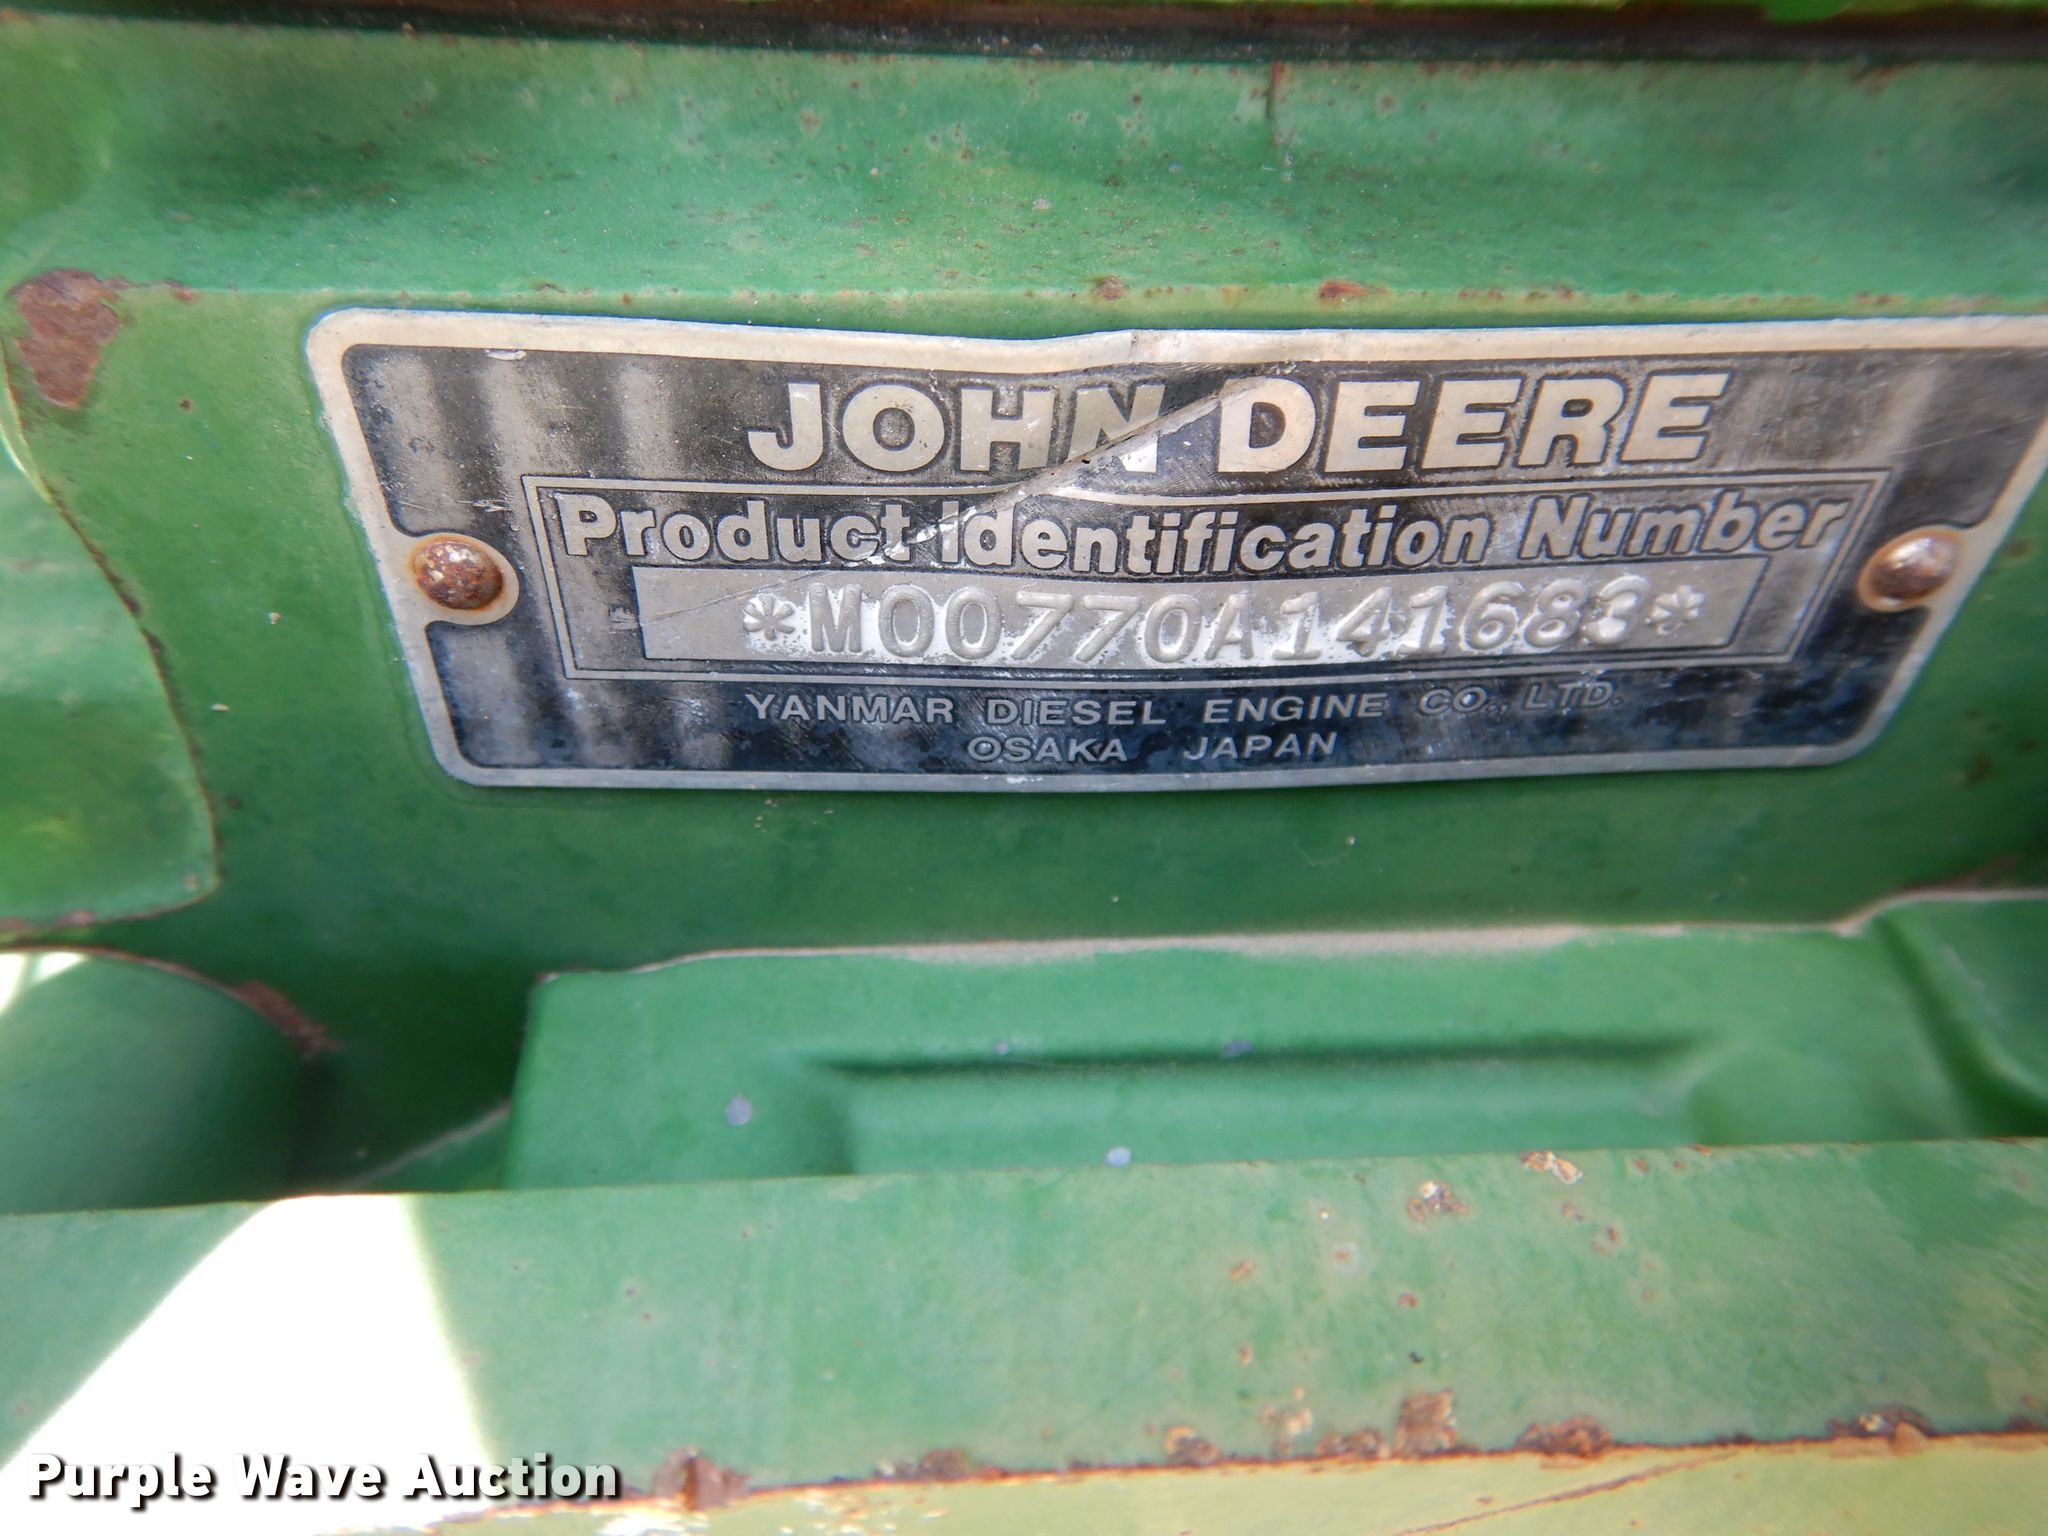 JOHN DEERE
Product Identification Number
*M00770A141683*
YANMAR DIESEL ENGINE CO., LTD.
OSAKA JAPAN
Purple Wave Auction